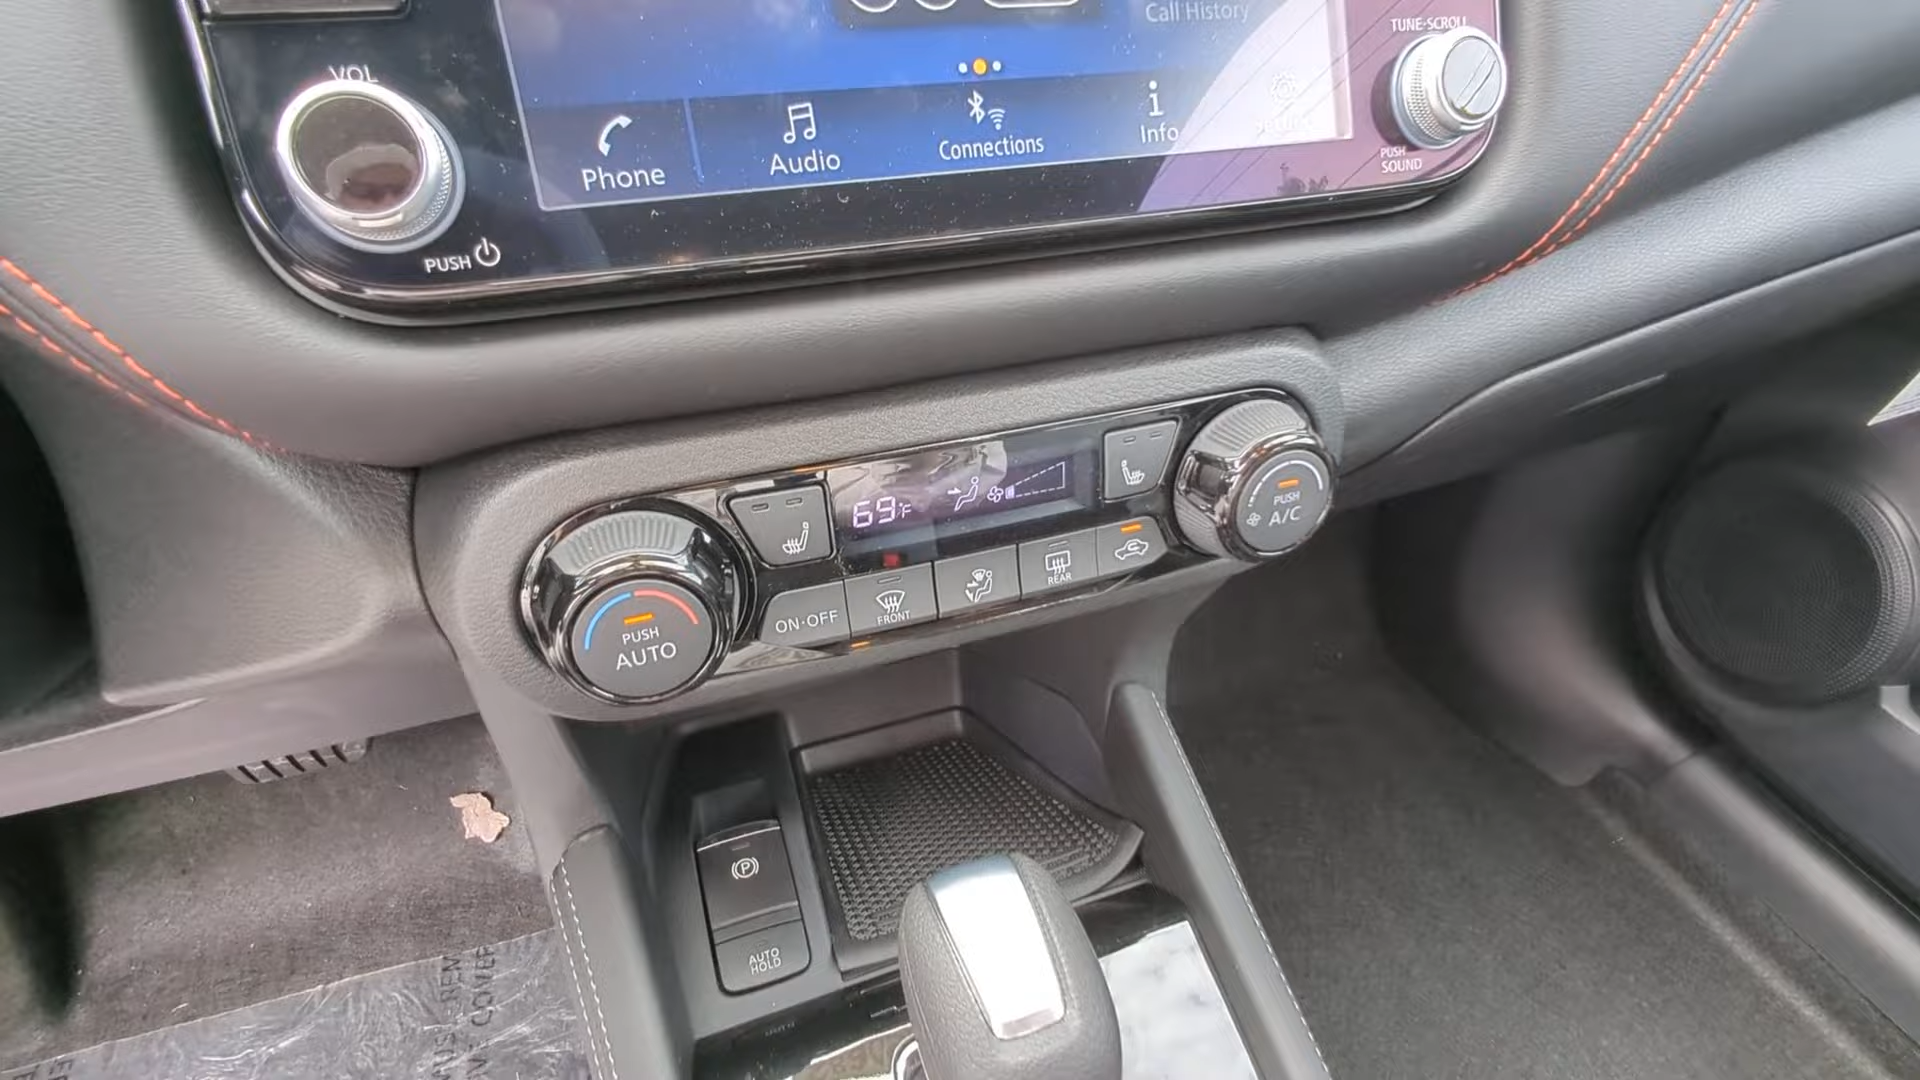 Call History
TUNE·SCROLL
VOL
Phone
Audio
Connections
Info
PUSH
SOUND
PUSH
69°F
PUSH
A/C
PUSH
AUTO
ON·OFF
FRONT
REAR
P
AUTO
HOLD